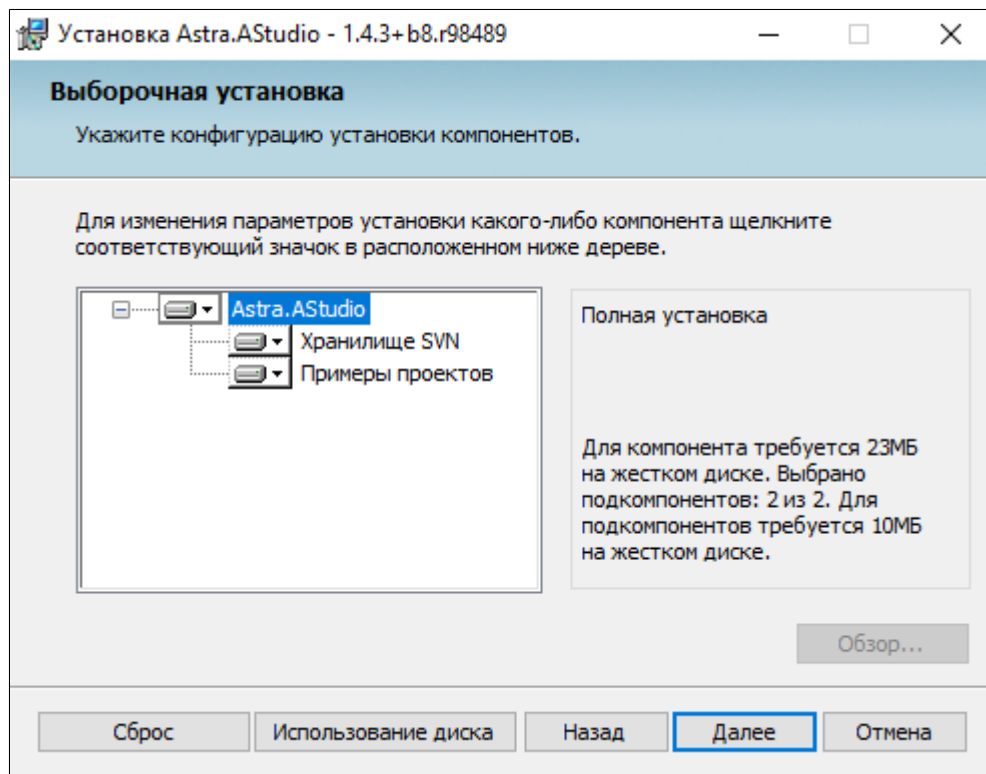 Установка Astra.AStudio - 1.4.3+b8.r98489
Выборочная установка
Укажите конфигурацию установки компонентов.
Для изменения параметров установки какого-либо компонента щелкните
соответствующий значок в расположенном ниже дереве.
Astra.AStudio
Хранилище SVN
Примеры проектов
Полная установка
Для компонента требуется 23МБ
на жестком диске. Выбрано
подкомпонентов: 2 из 2. Для
подкомпонентов требуется 10МБ
на жестком диске.
Обзор...
Сброс
Использование диска
Назад
Далее
Отмена